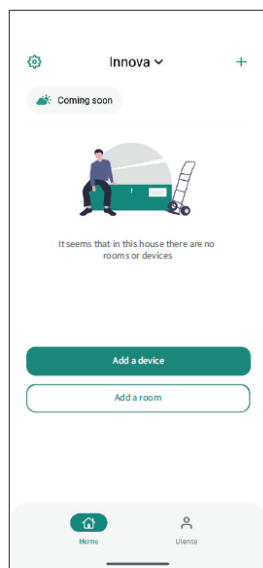 Innova
Coming soon
It seems that in this house there are no
rooms or devices
Add a device
Add a room
Home
Utente